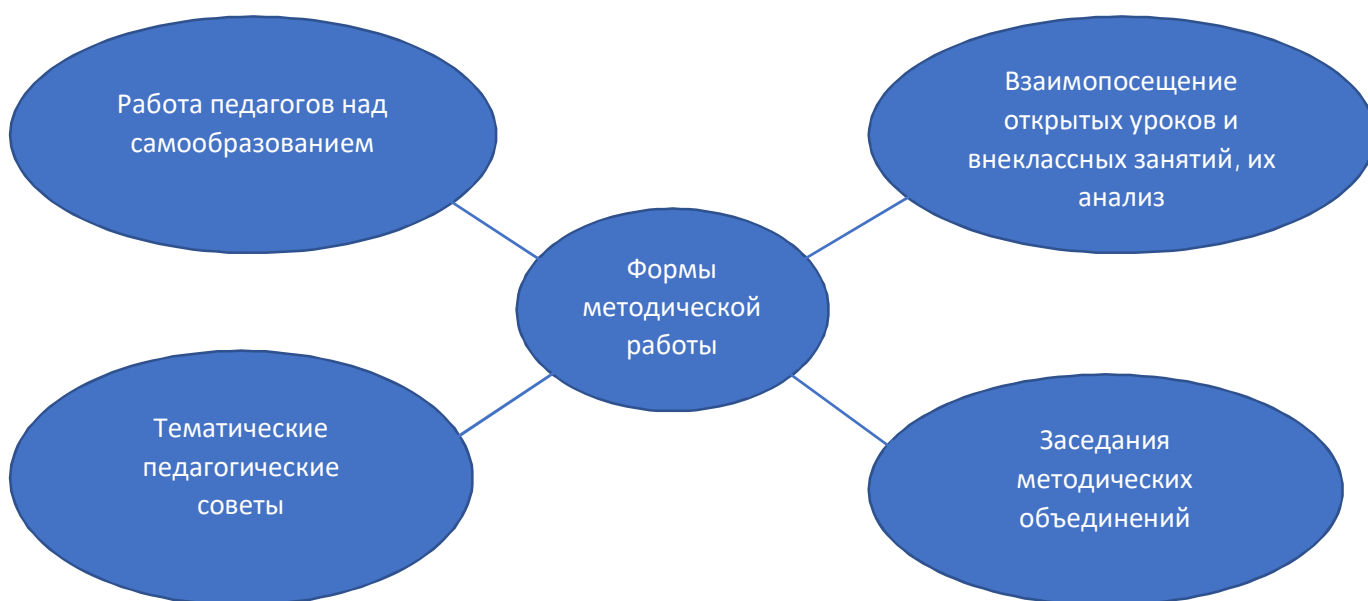 Работа педагогов над
самообразованием
Взаимопосещение
открытых уроков и
внеклассных занятий, их
анализ
Формы
методической
работы
Тематические
педагогические
советы
Заседания
методических
объединений